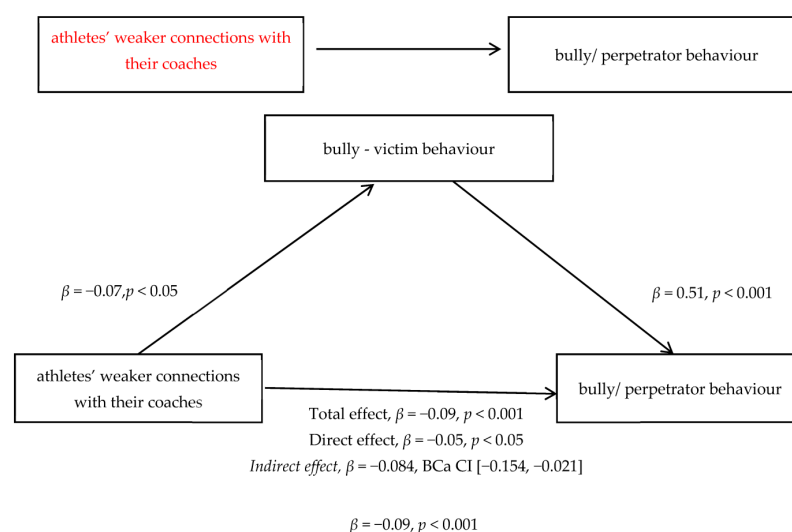 athletes' weaker connections with
their coaches
bully/ perpetrator behaviour
bully - victim behaviour
β = −0.07,p < 0.05
β = 0.51, p < 0.001
athletes' weaker connections
with their coaches
bully/ perpetrator behaviour
Total effect, β = −0.09, p < 0.001
Direct effect, β = −0.05, p < 0.05
Indirect effect, β = −0.084, BCa CI [−0.154, −0.021]
β = −0.09, p < 0.001